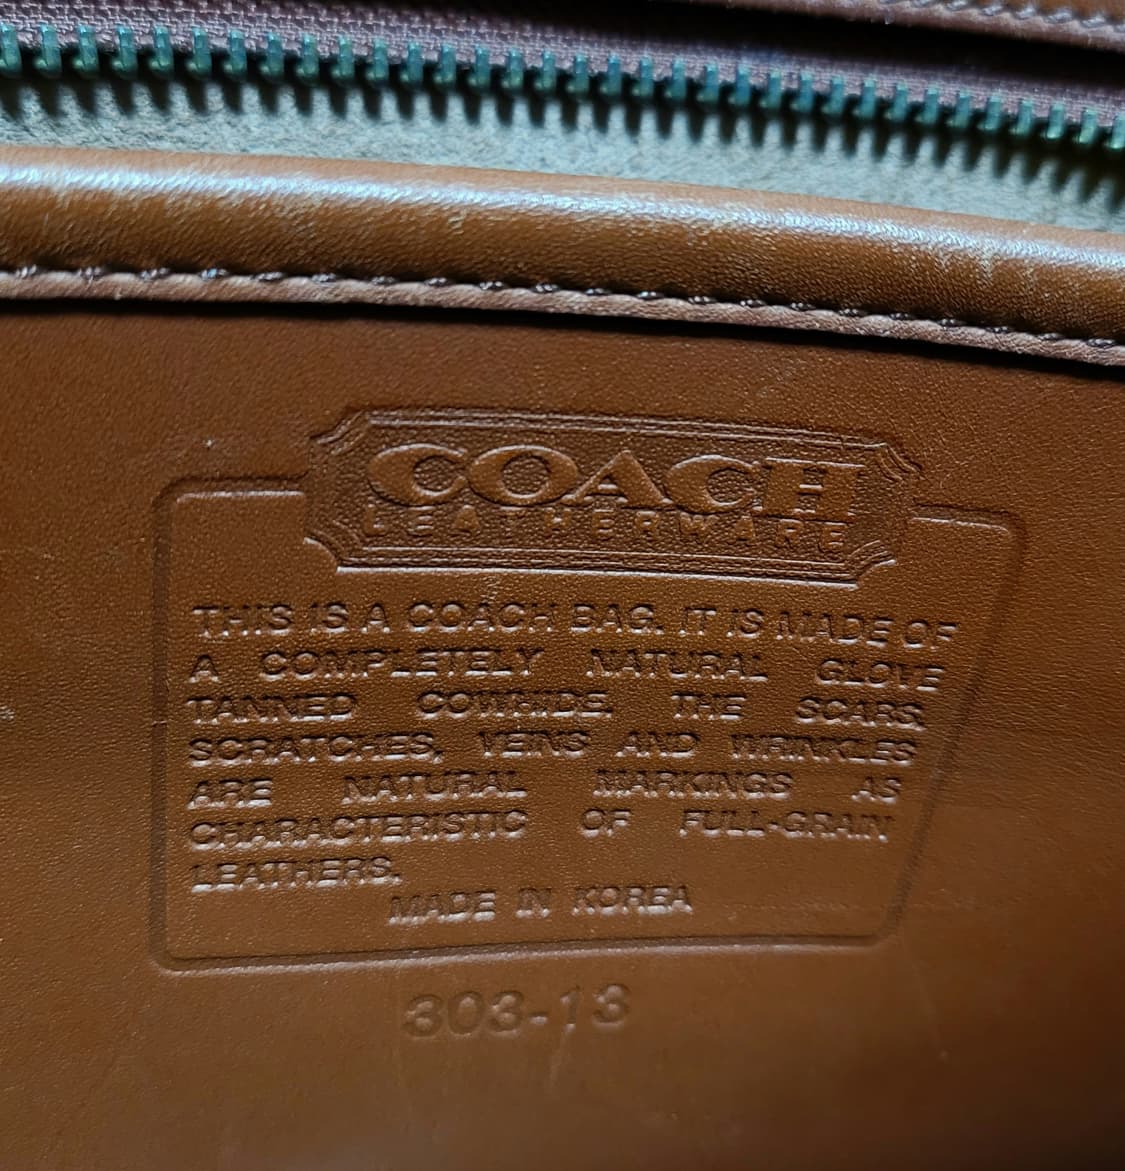 COACH
LEATHERWARE
THIS IS A COACH BAG. IT IS MADE OF
A COMPLETELY NATURAL GLOVE
TANNED COWHIDE. THE SCARS,
SCRATCHES, VEINS AND WRINKLES
ARE NATURAL MARKINGS AS
CHARACTERISTIC OF FULL-GRAIN
LEATHERS.
MADE IN KOREA
303-13